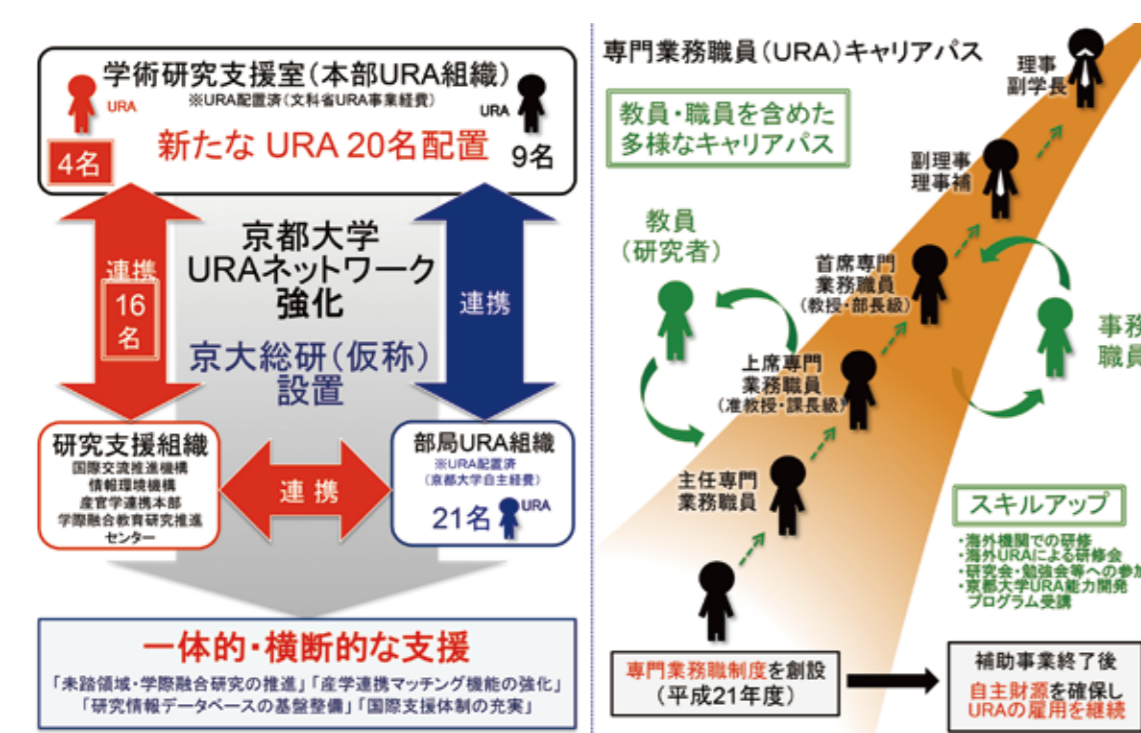 学術研究支援室(本部URA組織)
※URA配置済(文科省URA事業経費)
URA
URA
新たな URA 20名配置
4名
9名
京都大学
URAネットワーク
強化
連携
16
名
連携
京大総研(仮称)
設置
研究支援組織
国際交流推進機構
情報環境機構
産官学連携本部
学際融合教育研究推進
センター
連携
部局URA組織
※URA配置済
(京都大学自主経費)
21名
URA
一体的・横断的な支援
「未踏領域・学際融合研究の推進」「産学連携マッチング機能の強化」
「研究情報データベースの基盤整備」「国際支援体制の充実」
専門業務職員(URA)キャリアパス
教員・職員を含めた
多様なキャリアパス
理事
副学長
副理事
理事補
教員
(研究者)
首席専門
業務職員
(教授・部長級)
事務
職員
上席専門
業務職員
(准教授・課長級)
主任専門
業務職員
スキルアップ
・海外機関での研修
・海外URAによる研修会
・研究会・勉強会等への参加
・京都大学URA能力開発
プログラム受講
専門業務職制度を創設
(平成21年度)
補助事業終了後
自主財源を確保し
URAの雇用を継続